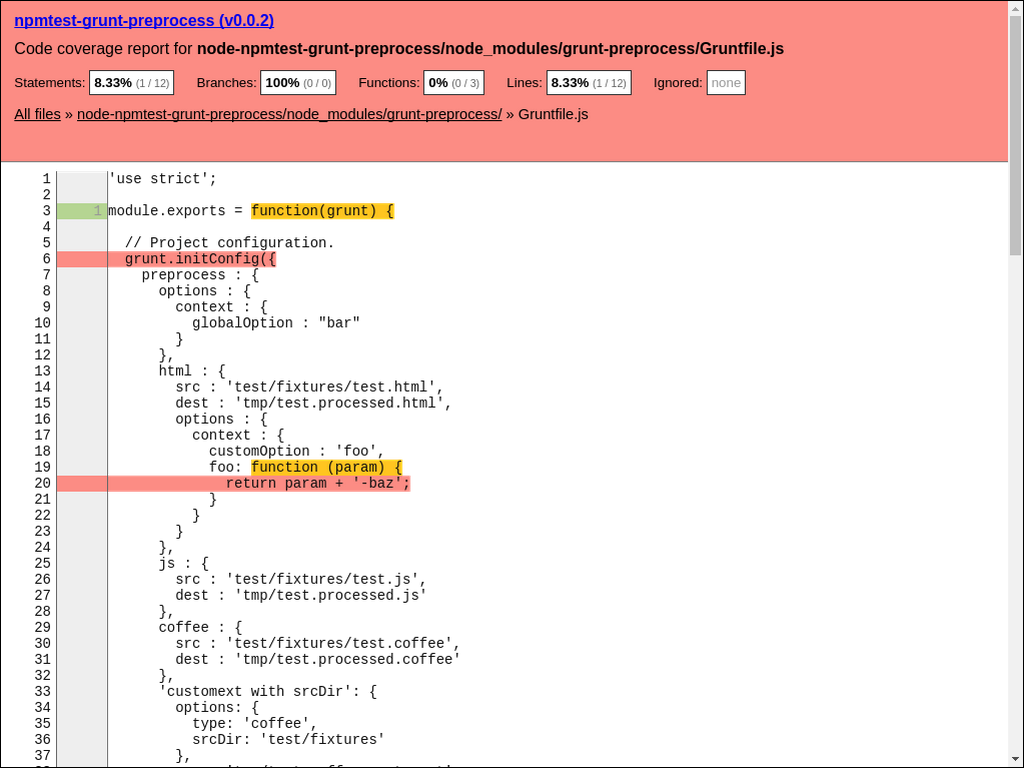 npmtest-grunt-preprocess (v0.0.2)
Code coverage report for node-npmtest-grunt-preprocess/node_modules/grunt-preprocess/Gruntfile.js
Statements: 8.33% (1 / 12) Branches: 100% (0 / 0) Functions: 0% (0 / 3) Lines: 8.33% (1 / 12) Ignored: none
All files » node-npmtest-grunt-preprocess/node_modules/grunt-preprocess/ » Gruntfile.js
1 'use strict';
2
3 1 module.exports = function(grunt) {
4
5 // Project configuration.
6 grunt.initConfig({
7 preprocess : {
8 options : {
9 context : {
10 globalOption : "bar"
11 }
12 },
13 html : {
14 src : 'test/fixtures/test.html',
15 dest : 'tmp/test.processed.html',
16 options : {
17 context : {
18 customOption : 'foo',
19 foo: function (param) {
20 return param + '-baz';
21 }
22 }
23 }
24 },
25 js : {
26 src : 'test/fixtures/test.js',
27 dest : 'tmp/test.processed.js'
28 },
29 coffee : {
30 src : 'test/fixtures/test.coffee',
31 dest : 'tmp/test.processed.coffee'
32 },
33 'customext with srcDir': {
34 options: {
35 type: 'coffee',
36 srcDir: 'test/fixtures'
37 },